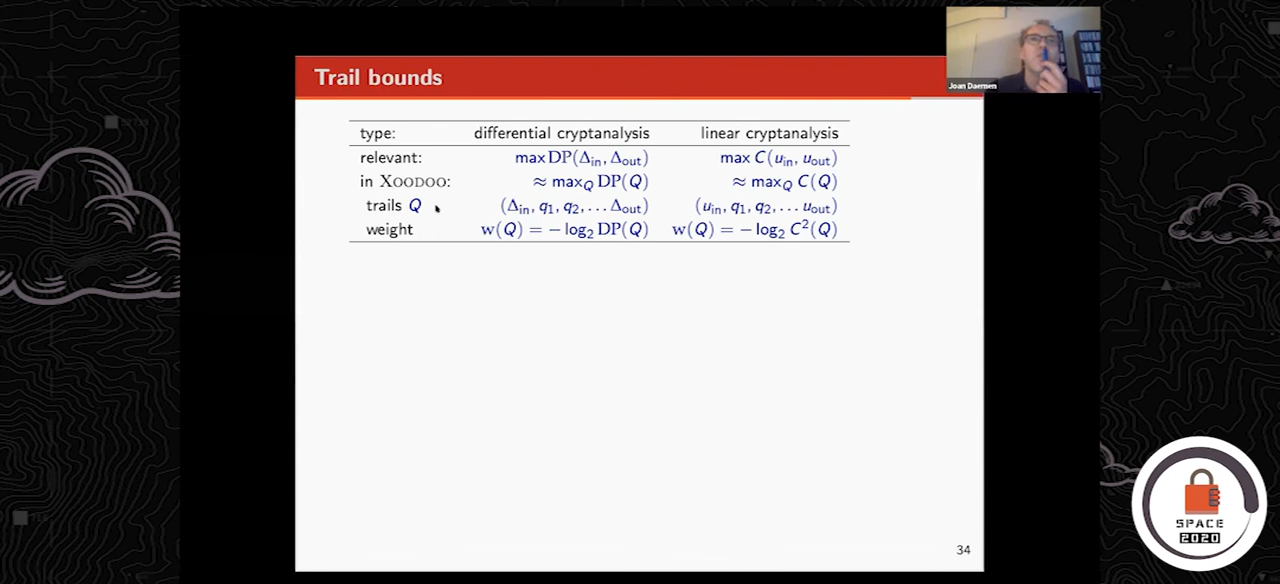 Trail bounds
Joan Daemen
type: differential cryptanalysis linear cryptanalysis
relevant: max DP(Δin, Δout) max C(uin, uout)
in XOODOO: ≈ maxQ DP(Q) ≈ maxQ C(Q)
trails Q (Δin, q1, q2, … Δout) (uin, q1, q2, … uout)
weight w(Q) = − log2 DP(Q) w(Q) = − log2 C²(Q)
34
SPACE
2020